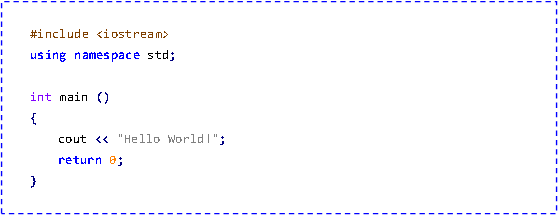 #include <iostream>
using namespace std;
int main ()
{
cout << "Hello World!";
return 0;
}